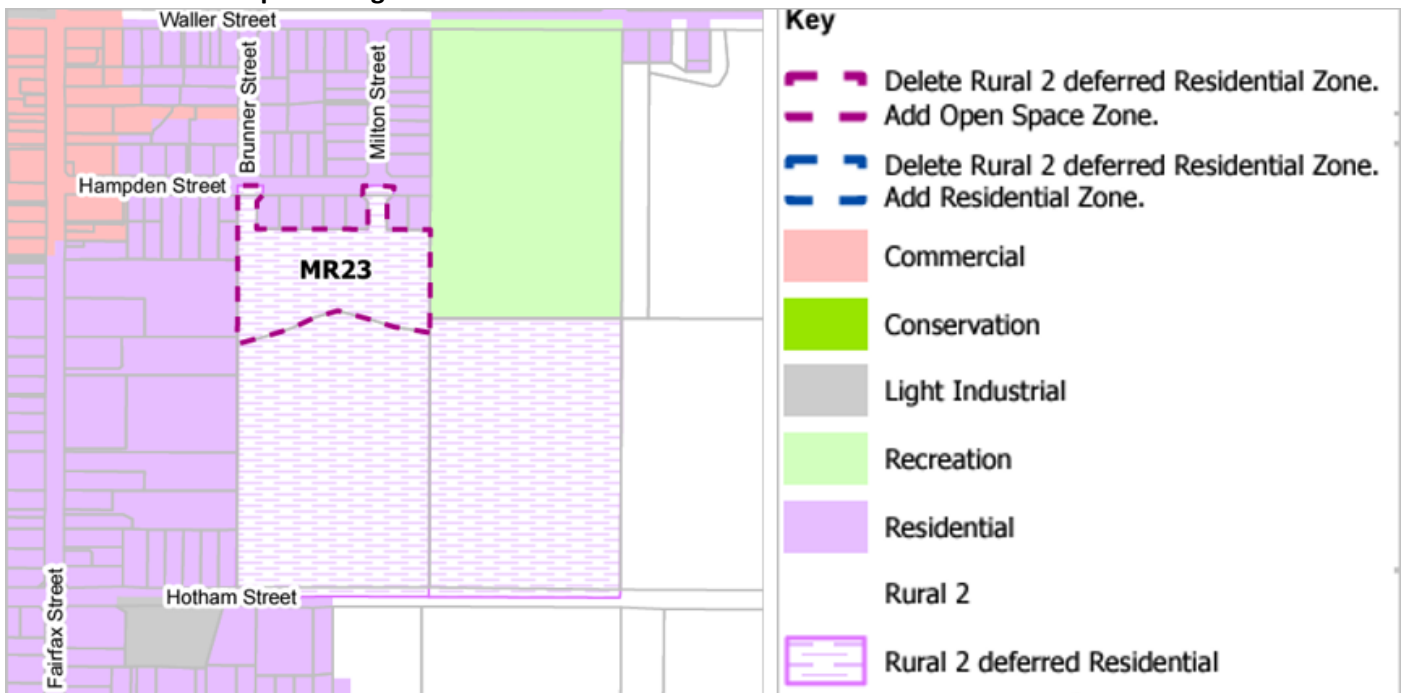 Waller Street
Brunner Street
Milton Street
Hampden Street
MR23
Hotham Street
Fairfax Street
Key
Delete Rural 2 deferred Residential Zone.
Add Open Space Zone.
Delete Rural 2 deferred Residential Zone.
Add Residential Zone.
Commercial
Conservation
Light Industrial
Recreation
Residential
Rural 2
Rural 2 deferred Residential